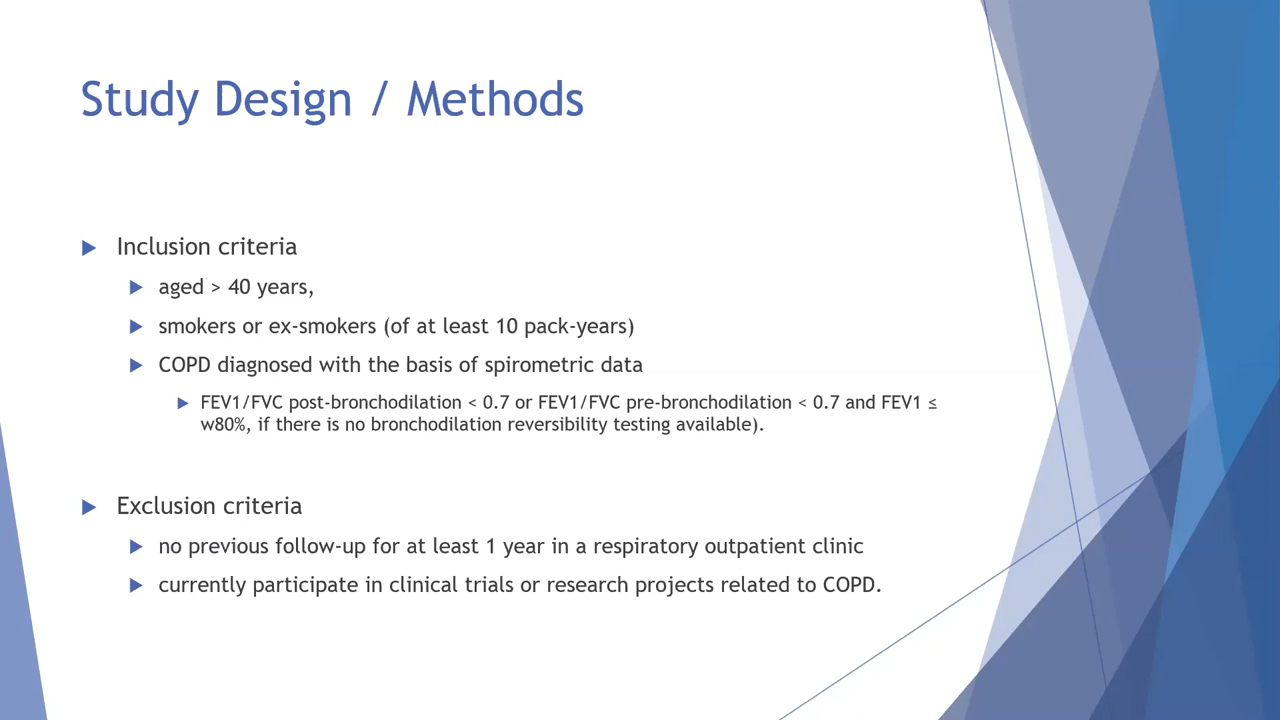 Study Design / Methods
Inclusion criteria
aged > 40 years,
smokers or ex-smokers (of at least 10 pack-years)
COPD diagnosed with the basis of spirometric data
FEV1/FVC post-bronchodilation < 0.7 or FEV1/FVC pre-bronchodilation < 0.7 and FEV1 ≤
w80%, if there is no bronchodilation reversibility testing available).
Exclusion criteria
no previous follow-up for at least 1 year in a respiratory outpatient clinic
currently participate in clinical trials or research projects related to COPD.